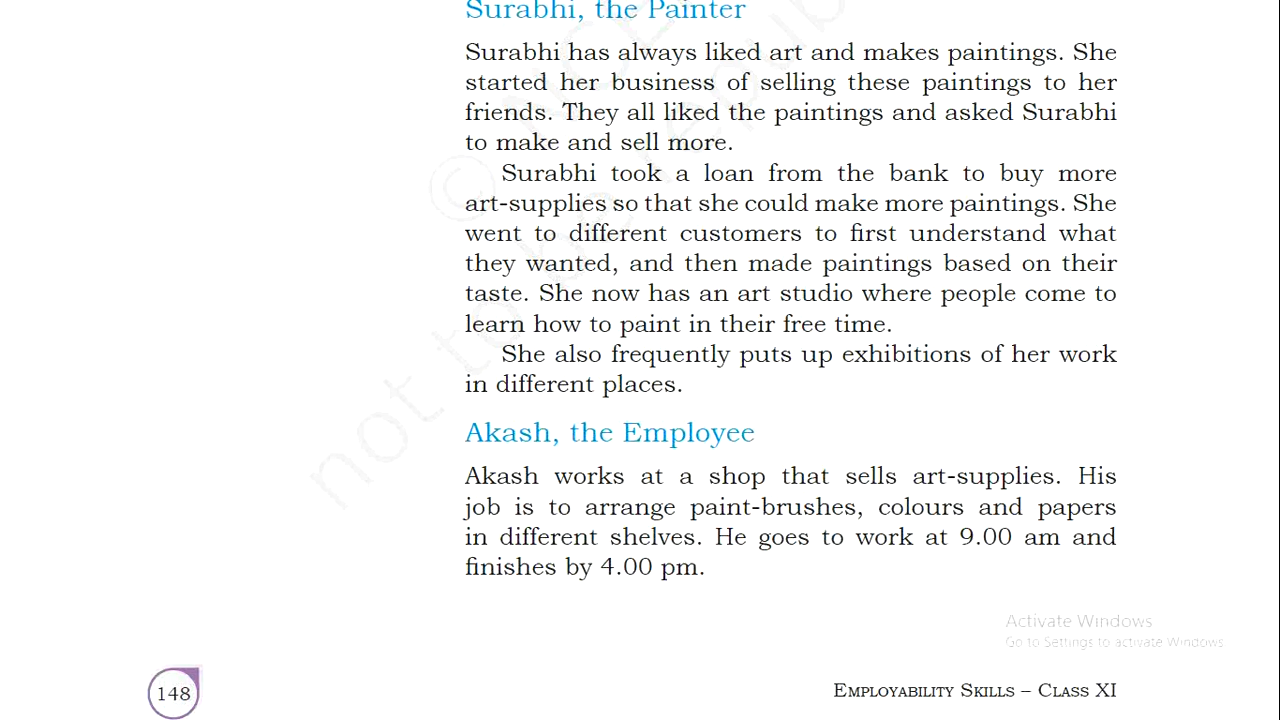 Surabhi, the Painter
Surabhi has always liked art and makes paintings. She
started her business of selling these paintings to her
friends. They all liked the paintings and asked Surabhi
to make and sell more.
Surabhi took a loan from the bank to buy more
art-supplies so that she could make more paintings. She
went to different customers to first understand what
they wanted, and then made paintings based on their
taste. She now has an art studio where people come to
learn how to paint in their free time.
She also frequently puts up exhibitions of her work
in different places.
Akash, the Employee
Akash works at a shop that sells art-supplies. His
job is to arrange paint-brushes, colours and papers
in different shelves. He goes to work at 9.00 am and
finishes by 4.00 pm.
Activate Windows
Go to Settings to activate Windows
148
Employability Skills – Class XI
not to be
©